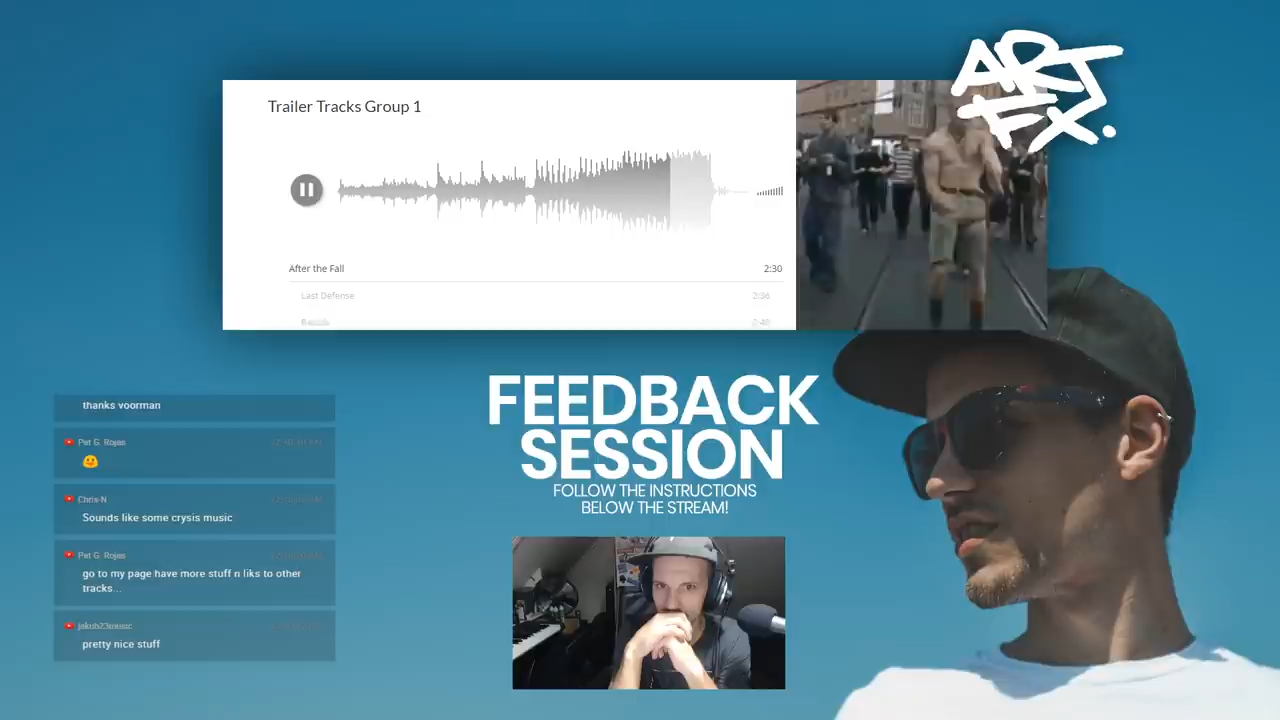 ART
FX.
Trailer Tracks Group 1
After the Fall 2:30
Last Defense 2:36
FEEDBACK
SESSION
FOLLOW THE INSTRUCTIONS
BELOW THE STREAM!
thanks voorman
Pat G. Rojas
Chris-N
Sounds like some crysis music
Pat G. Rojas
go to my page have more stuff n liks to other
tracks...
pretty nice stuff